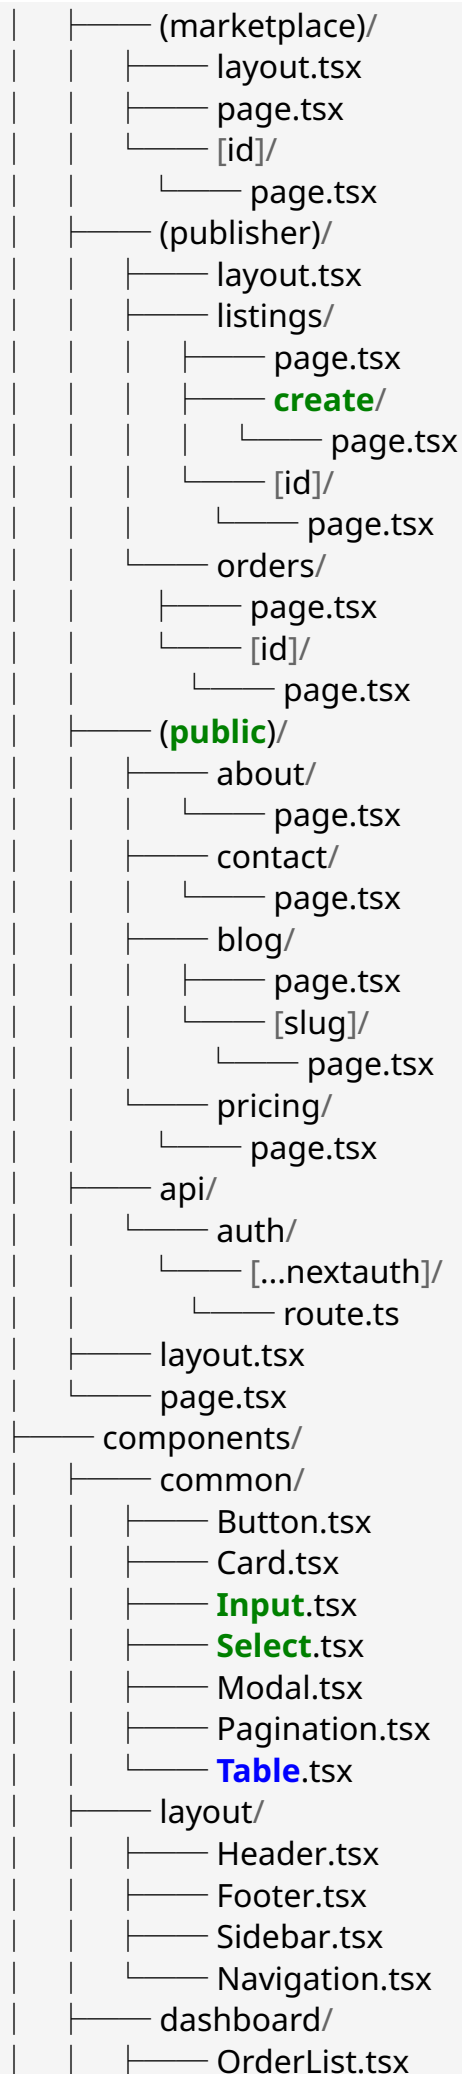 │   ├── (marketplace)/
│   │   ├── layout.tsx
│   │   ├── page.tsx
│   │   └── [id]/
│   │       └── page.tsx
│   ├── (publisher)/
│   │   ├── layout.tsx
│   │   ├── listings/
│   │   │   ├── page.tsx
│   │   │   ├── create/
│   │   │   │   └── page.tsx
│   │   │   └── [id]/
│   │   │       └── page.tsx
│   │   └── orders/
│   │       ├── page.tsx
│   │       └── [id]/
│   │           └── page.tsx
│   ├── (public)/
│   │   ├── about/
│   │   │   └── page.tsx
│   │   ├── contact/
│   │   │   └── page.tsx
│   │   ├── blog/
│   │   │   ├── page.tsx
│   │   │   └── [slug]/
│   │   │       └── page.tsx
│   │   └── pricing/
│   │       └── page.tsx
│   ├── api/
│   │   └── auth/
│   │       └── [...nextauth]/
│   │           └── route.ts
│   ├── layout.tsx
│   └── page.tsx
├── components/
│   ├── common/
│   │   ├── Button.tsx
│   │   ├── Card.tsx
│   │   ├── Input.tsx
│   │   ├── Select.tsx
│   │   ├── Modal.tsx
│   │   ├── Pagination.tsx
│   │   └── Table.tsx
│   ├── layout/
│   │   ├── Header.tsx
│   │   ├── Footer.tsx
│   │   ├── Sidebar.tsx
│   │   └── Navigation.tsx
│   ├── dashboard/
│   │   ├── OrderList.tsx